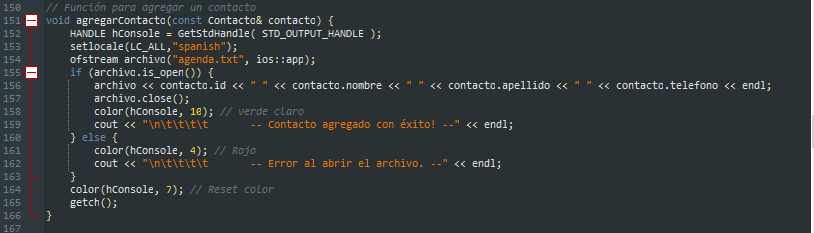 150 // Función para agregar un contacto
151 void agregarContacto(const Contacto& contacto) {
152 HANDLE hConsole = GetStdHandle( STD_OUTPUT_HANDLE );
153 setlocale(LC_ALL,"spanish");
154 ofstream archivo("agenda.txt", ios::app);
155 if (archivo.is_open()) {
156 archivo << contacto.id << " " << contacto.nombre << " " << contacto.apellido << " " << contacto.telefono << endl;
157 archivo.close();
158 color(hConsole, 10); // verde claro
159 cout << "\n\t\t\t\t -- Contacto agregado con éxito! --" << endl;
160 } else {
161 color(hConsole, 4); // Rojo
162 cout << "\n\t\t\t\t -- Error al abrir el archivo. --" << endl;
163 }
164 color(hConsole, 7); // Reset color
165 getch();
166 }
167